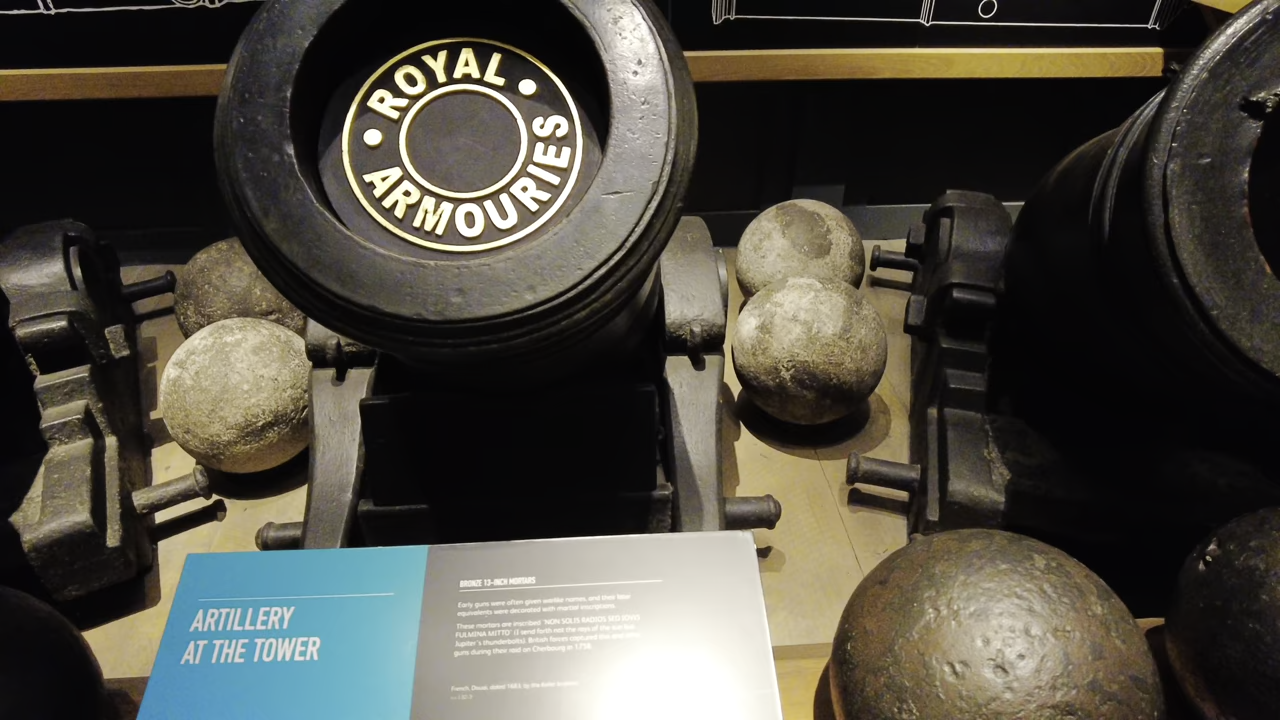 ROYAL
ARMOURIES
ARTILLERY
AT THE TOWER
BRONZE 13-INCH MORTARS
Early guns were often given warlike names, and their later
equivalents were decorated with martial inscriptions.
These mortars are inscribed 'NON SOLIS RADIOS SED IOVIS
FULMINA MITTO' (I send forth not the rays of the sun but
Jupiter's thunderbolts). British forces captured this and other
guns during their raid on Cherbourg in 1758.
French, Douai, dated 1683, by the Keller brothers